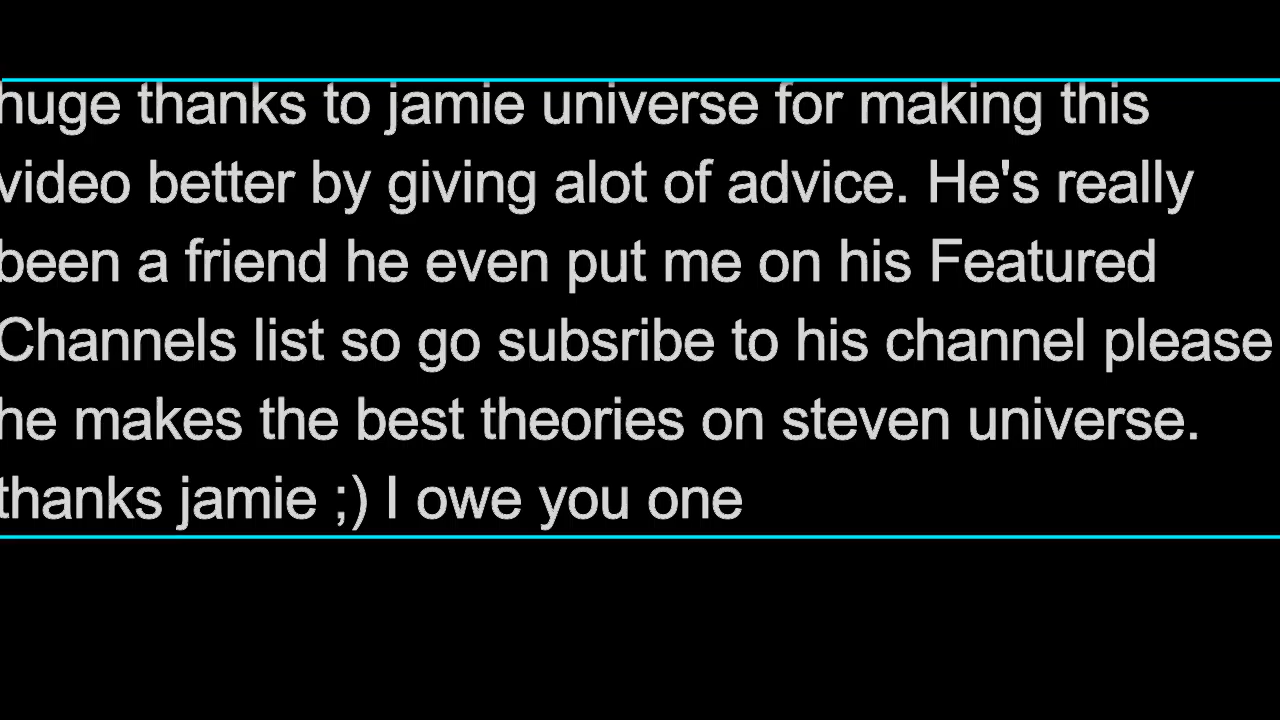 huge thanks to jamie universe for making this
video better by giving alot of advice. He's really
been a friend he even put me on his Featured
Channels list so go subsribe to his channel please
he makes the best theories on steven universe.
thanks jamie ;) I owe you one